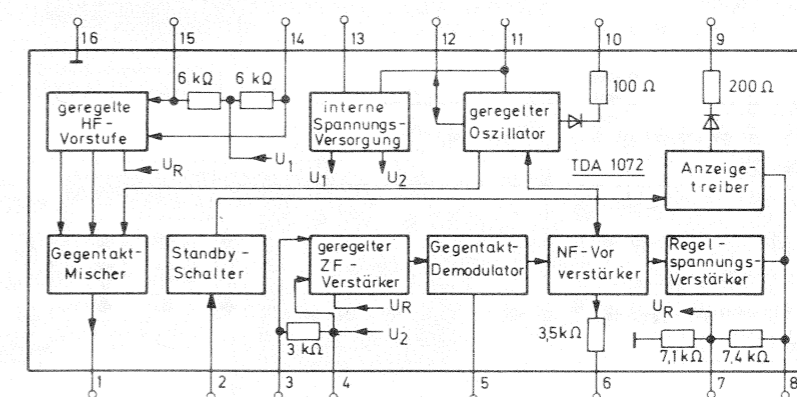 16
15
14
13
12
11
10
9
6 kΩ
6 kΩ
100 Ω
200 Ω
geregelte
HF-
Vorstufe
interne
Spannungs-
Versorgung
geregelter
Oszillator
UR
U1
U1
U2
TDA 1072
Anzeige-
treiber
Gegentakt-
Mischer
Standby-
Schalter
geregelter
ZF-
Verstärker
Gegentakt-
Demodulator
NF-Vor
verstärker
Regel-
spannungs-
Verstärker
UR
U2
UR
3 kΩ
3,5kΩ
7,1 kΩ
7,4 kΩ
1
2
3
4
5
6
7
8